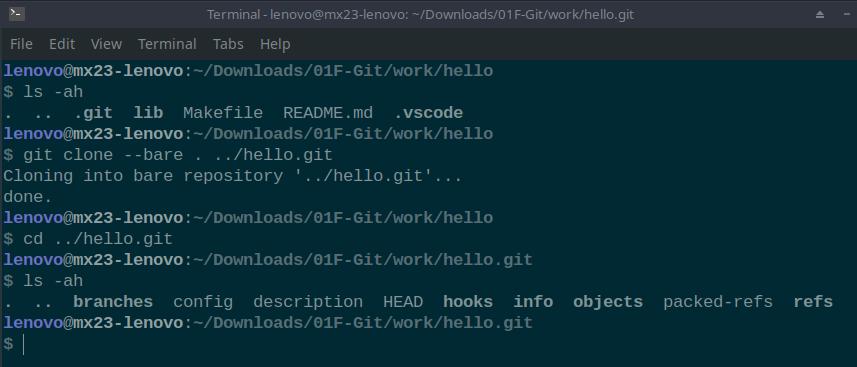 Terminal - lenovo@mx23-lenovo: ~/Downloads/01F-Git/work/hello.git
File Edit View Terminal Tabs Help
lenovo@mx23-lenovo:~/Downloads/01F-Git/work/hello
$ ls -ah
.  ..  .git  lib  Makefile  README.md  .vscode
lenovo@mx23-lenovo:~/Downloads/01F-Git/work/hello
$ git clone --bare . ../hello.git
Cloning into bare repository '../hello.git'...
done.
lenovo@mx23-lenovo:~/Downloads/01F-Git/work/hello
$ cd ../hello.git
lenovo@mx23-lenovo:~/Downloads/01F-Git/work/hello.git
$ ls -ah
.  ..  branches  config  description  HEAD  hooks  info  objects  packed-refs  refs
lenovo@mx23-lenovo:~/Downloads/01F-Git/work/hello.git
$